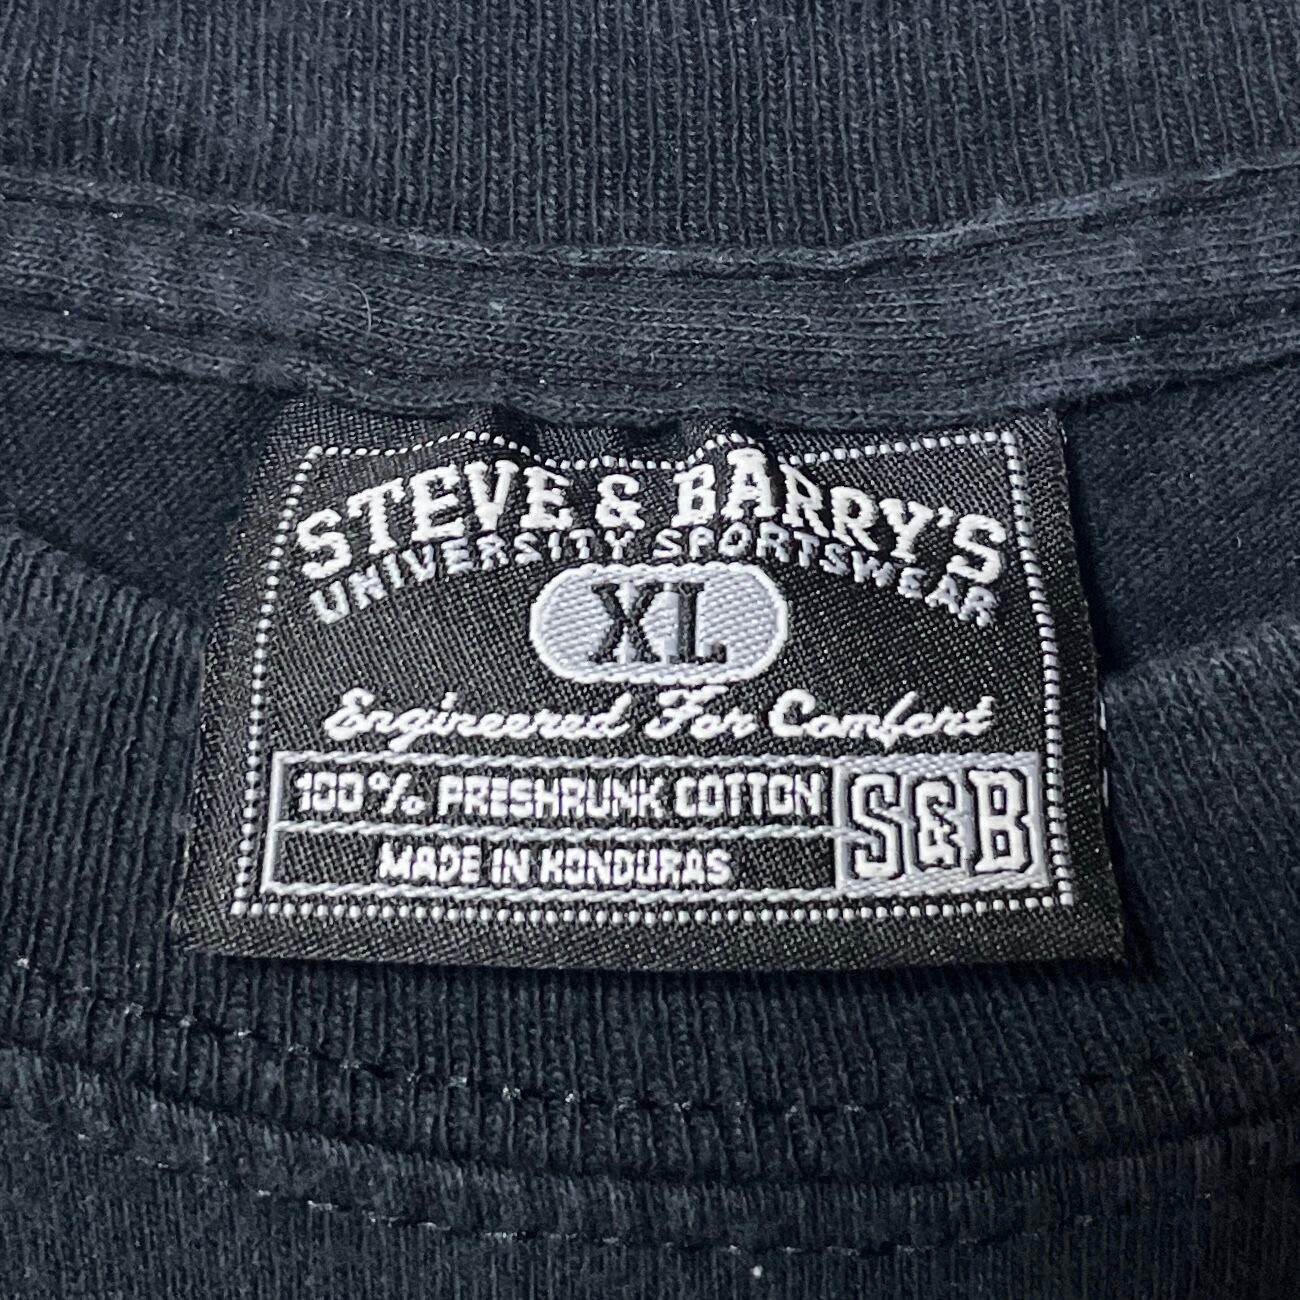 STEVE & BARRY'S
UNIVERSITY SPORTSWEAR
XL
Engineered For Comfort
100% PRESHRUNK COTTON
MADE IN HONDURAS
S&B